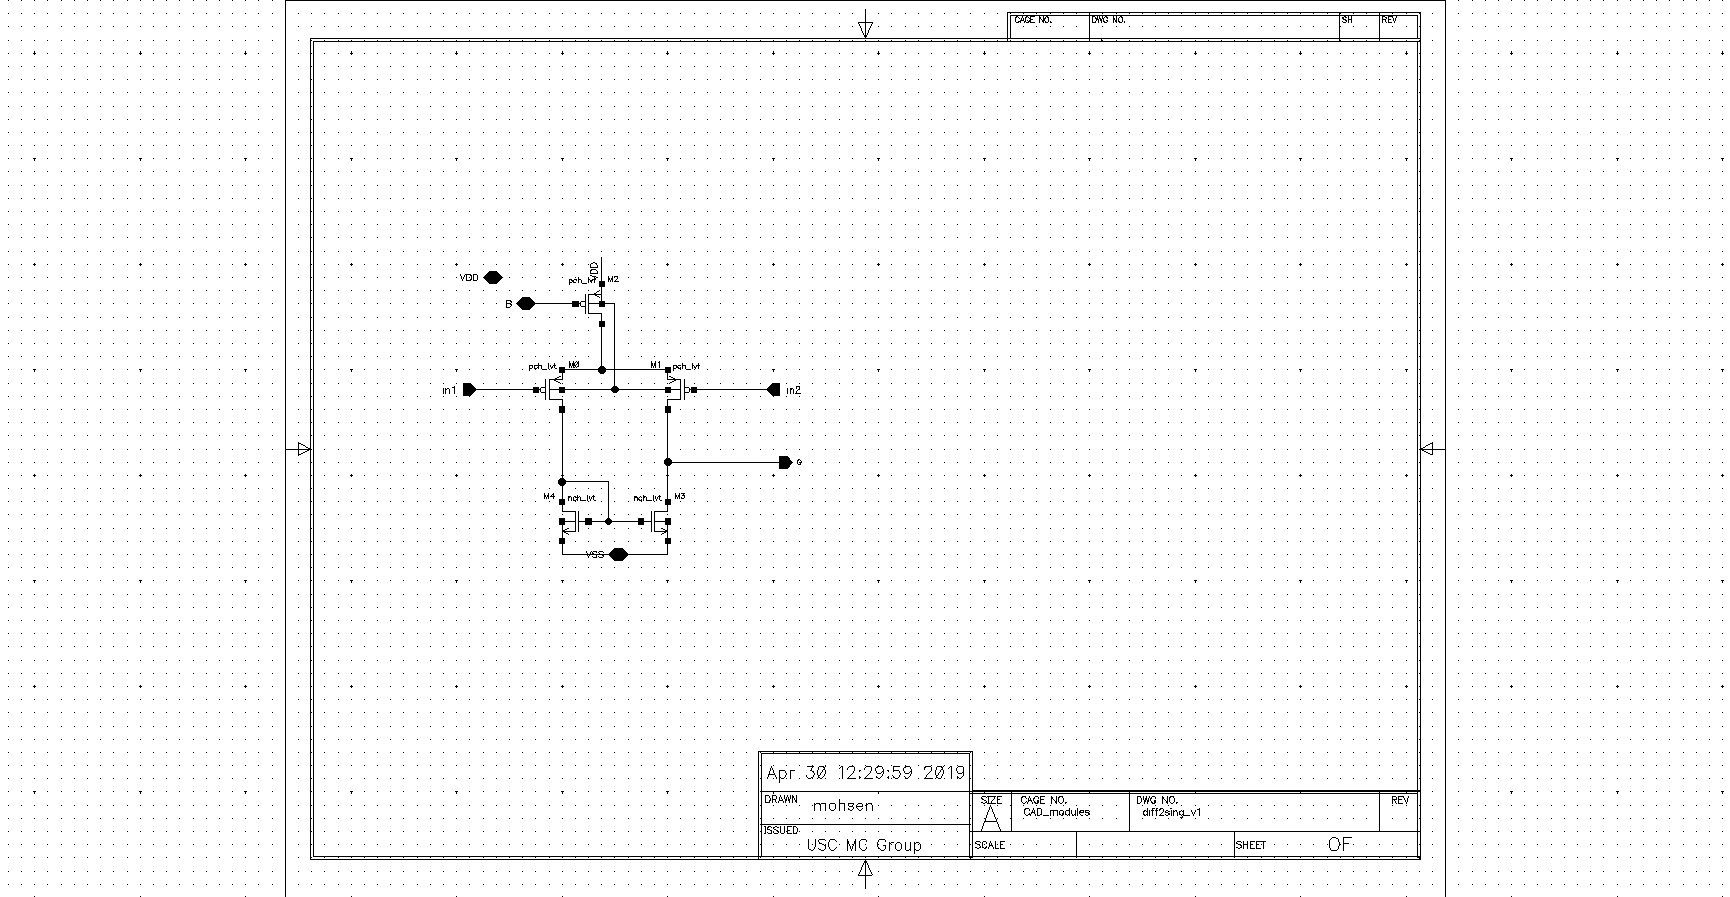 CAGE NO. DWG NO. SH REV
VDD
VDD
pch_lvt M2
B
pch_lvt M0 M1 pch_lvt
in1 in2
M4 nch_lvt nch_lvt M3
VSS
Apr 30 12:29:59 2019
DRAWN mohsen
ISSUED USC MC Group
SIZE A
CAGE NO. CAD_modules
DWG NO. diff2sing_v1
REV
SCALE
SHEET OF